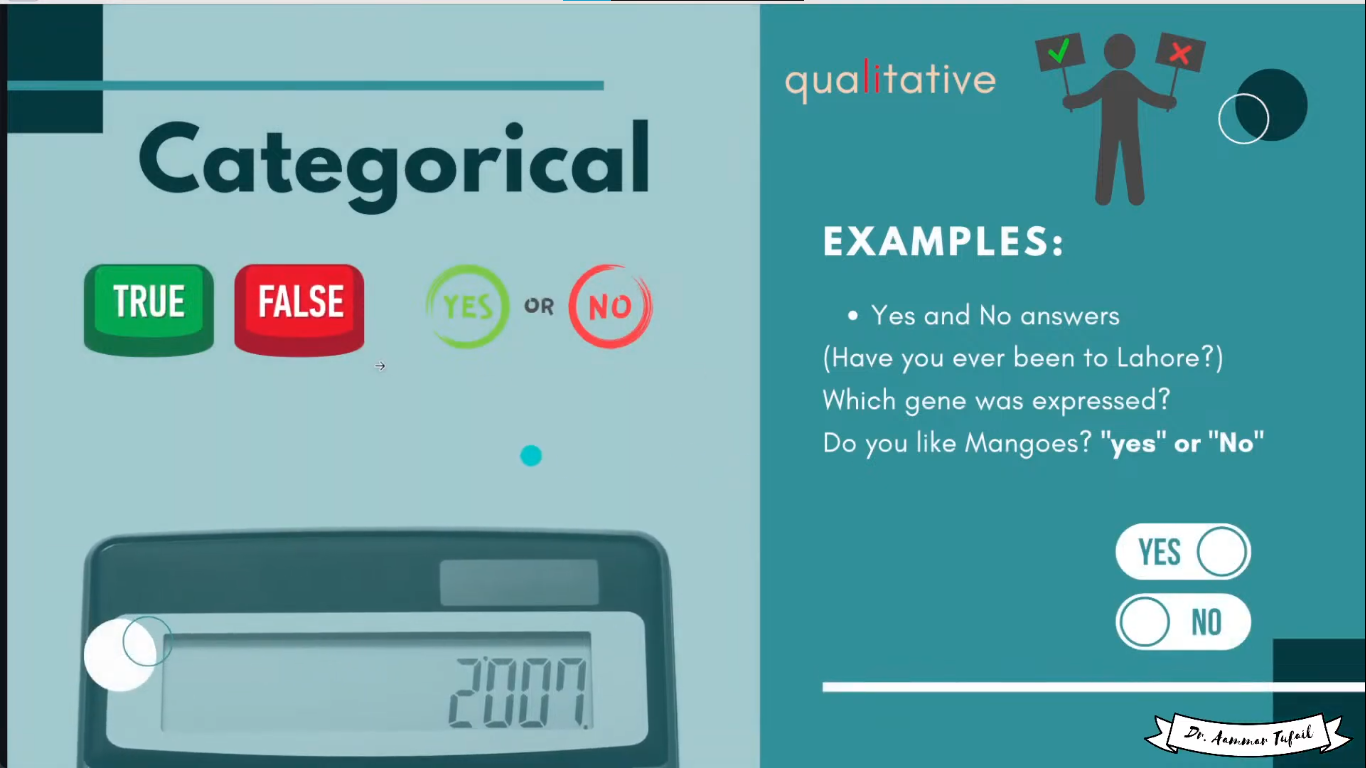 Categorical
TRUE
FALSE
YES
OR
NO
2007.
qualitative
EXAMPLES:
• Yes and No answers
(Have you ever been to Lahore?)
Which gene was expressed?
Do you like Mangoes? "yes" or "No"
YES
NO
Dr. Aammar Tufail